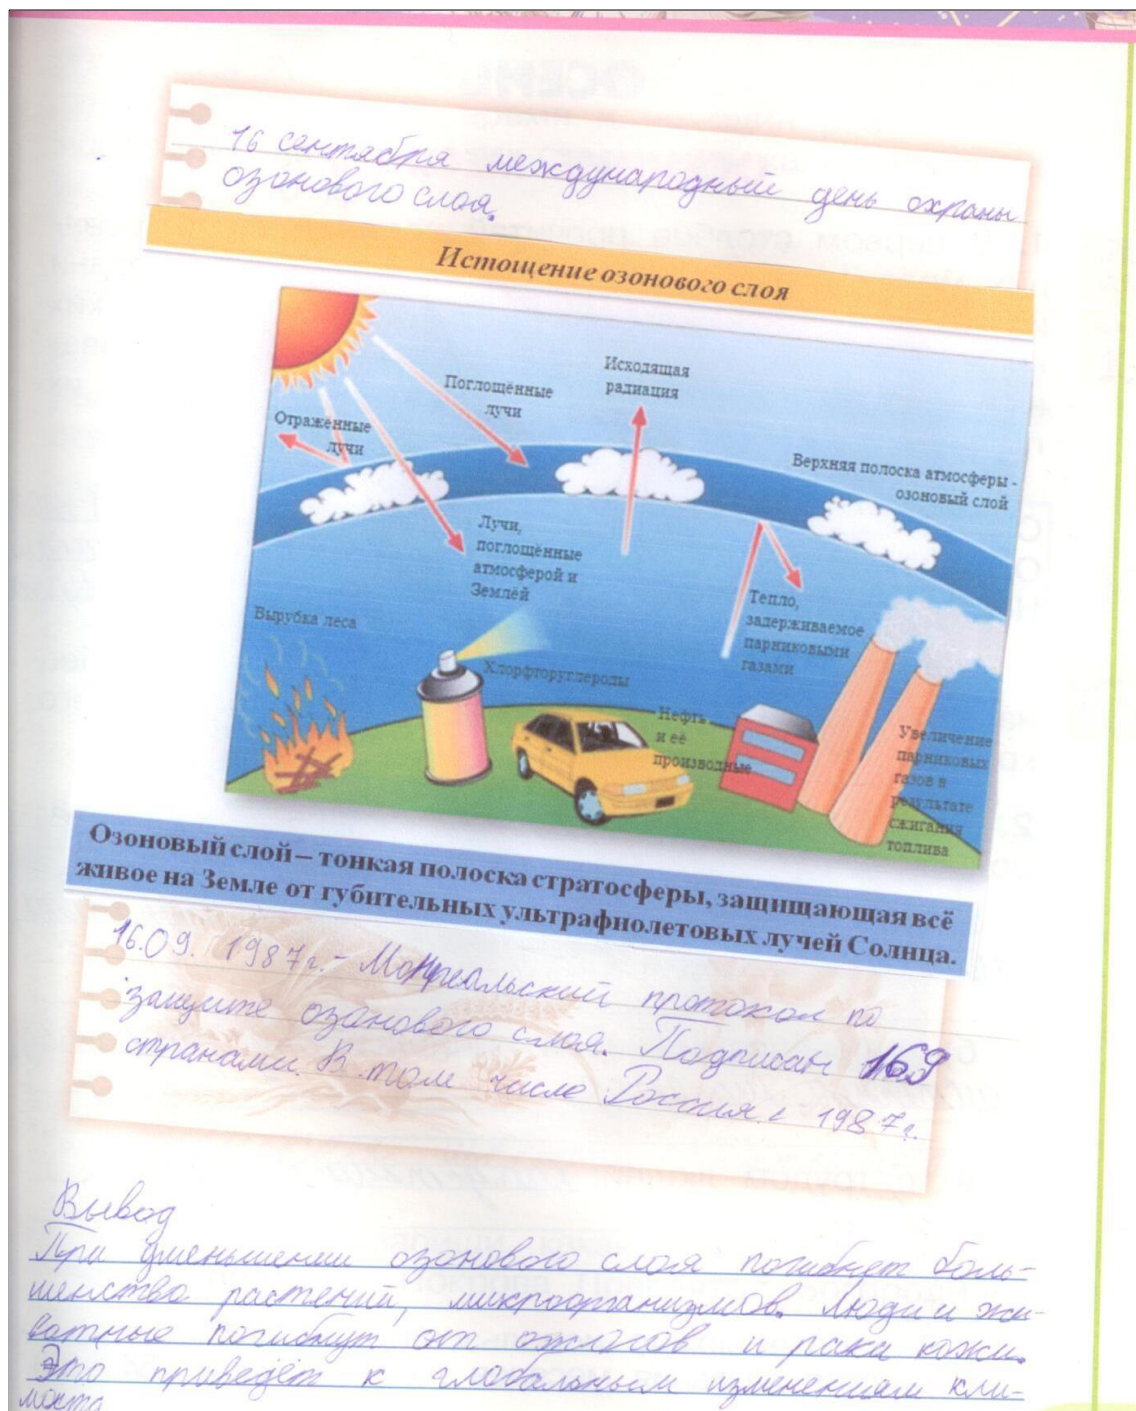 16 сентября международный день охраны
озонового слоя.
Истощение озонового слоя
Исходящая
радиация
Поглощённые
лучи
Отражённые
лучи
Верхняя полоска атмосферы -
озоновый слой
Лучи,
поглощённые
атмосферой и
Землёй
Тепло,
задерживаемое
парниковыми
газами
Вырубка леса
Хлорфторуглероды
Нефть
и её
производные
Увеличение
парниковых
газов в
результате
сжигания
топлива
Озоновый слой – тонкая полоска стратосферы, защищающая всё
живое на Земле от губительных ультрафиолетовых лучей Солнца.
16.09. 1987г. - Монреальский протокол по
защите озонового слоя. Подписан 169
странами. В том числе Россия 1987г.
Вывод
При уменьшении озонового слоя погибнет боль-
шинство растений, микроорганизмов. Люди и жи-
вотные погибнут от ожогов и рака кожи.
Это приведёт к глобальным изменениям кли-
мата